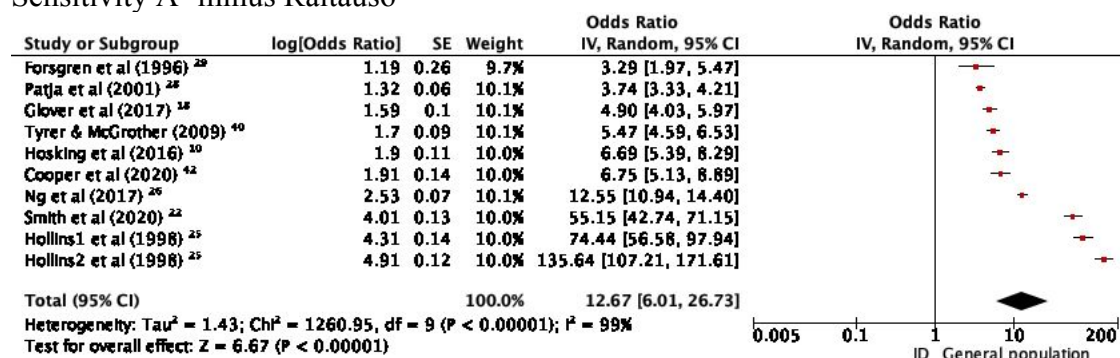 Sensitivity A- minus Raitauso
Odds Ratio Odds Ratio
Study or Subgroup log[Odds Ratio] SE Weight IV, Random, 95% CI IV, Random, 95% CI
Forsgren et al (1996) 29 1.19 0.26 9.7% 3.29 [1.97, 5.47]
Patja et al (2001) 28 1.32 0.06 10.1% 3.74 [3.33, 4.21]
Glover et al (2017) 18 1.59 0.1 10.1% 4.90 [4.03, 5.97]
Tyrer & McGrother (2009) 40 1.7 0.09 10.1% 5.47 [4.59, 6.53]
Hosking et al (2016) 10 1.9 0.11 10.0% 6.69 [5.39, 8.29]
Cooper et al (2020) 42 1.91 0.14 10.0% 6.75 [5.13, 8.89]
Ng et al (2017) 26 2.53 0.07 10.1% 12.55 [10.94, 14.40]
Smith et al (2020) 22 4.01 0.13 10.0% 55.15 [42.74, 71.15]
Hollins1 et al (1998) 25 4.31 0.14 10.0% 74.44 [56.58, 97.94]
Hollins2 et al (1998) 25 4.91 0.12 10.0% 135.64 [107.21, 171.61]
Total (95% CI) 100.0% 12.67 [6.01, 26.73]
Heterogeneity: Tau² = 1.43; Chi² = 1260.95, df = 9 (P < 0.00001); I² = 99%
Test for overall effect: Z = 6.67 (P < 0.00001)
0.005 0.1 1 10 200
ID General population